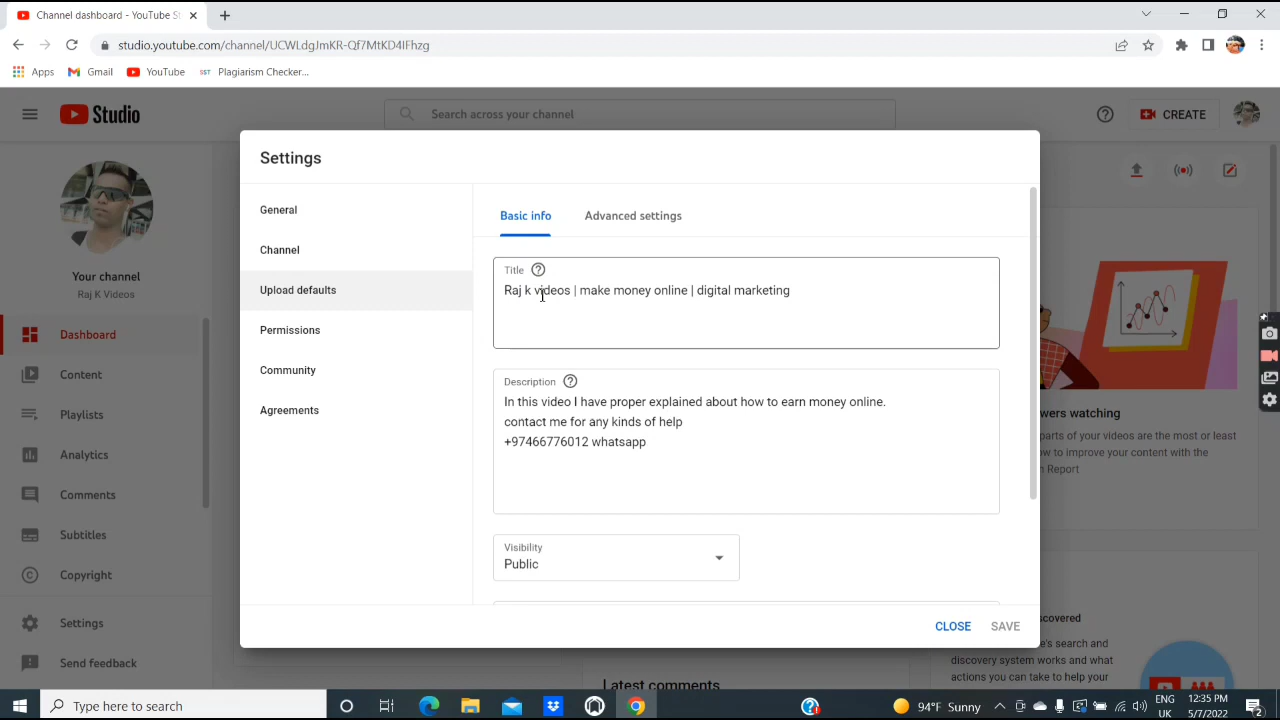 Channel dashboard - YouTube St
studio.youtube.com/channel/UCWLdgJmKR-Qf7MtKD4IFhzg
Apps
Gmail
YouTube
SST
Plagiarism Checker...
Studio
Search across your channel
CREATE
Settings
General
Channel
Upload defaults
Permissions
Community
Agreements
Basic info
Advanced settings
Title
Raj k videos | make money online | digital marketing
Description
In this video I have proper explained about how to earn money online.
contact me for any kinds of help
+97466776012 whatsapp
Visibility
Public
CLOSE
SAVE
Your channel
Raj K Videos
Dashboard
Content
Playlists
Analytics
Comments
Subtitles
Copyright
Settings
Send feedback
wers watching
parts of your videos are the most or least
w to improve your content with the
n Report
scovered
e's search and
discovery system works and what
actions you can take to help your
Latest comments
Type here to search
94°F Sunny
ENG
UK
12:35 PM
5/7/2022
2